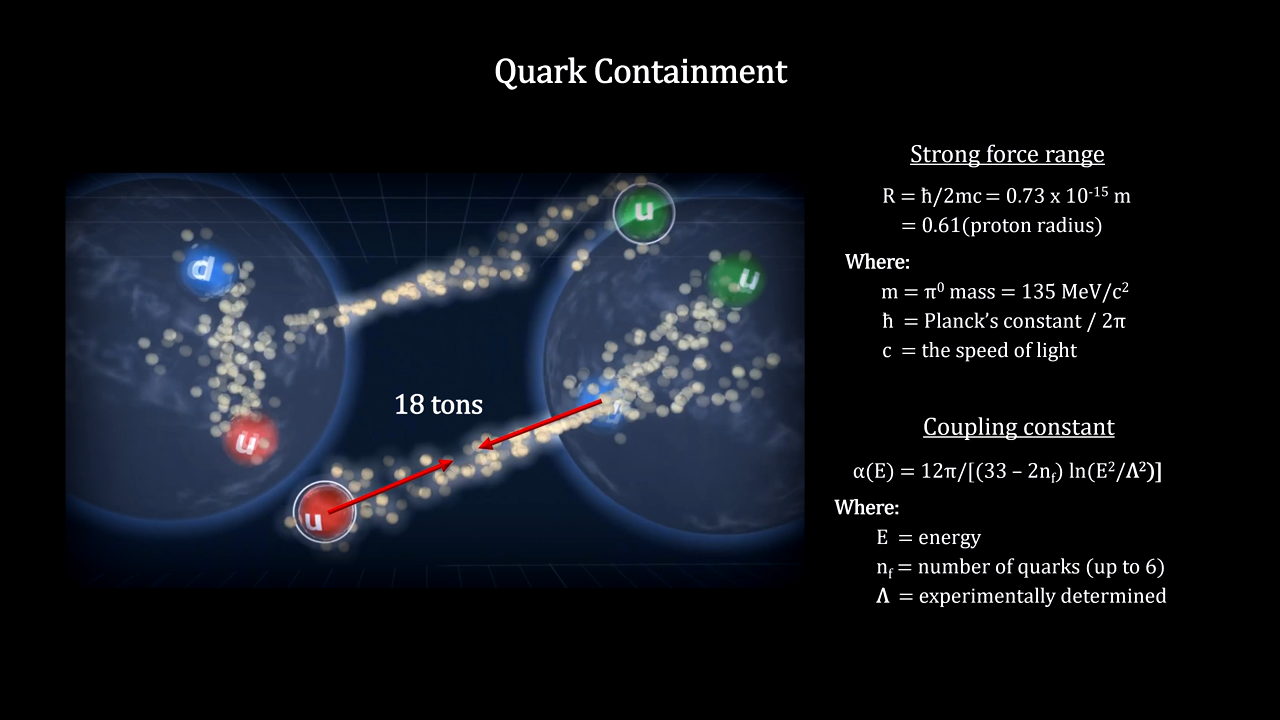 Quark Containment
Strong force range
R = ħ/2mc = 0.73 x 10⁻¹⁵ m
= 0.61(proton radius)
Where:
m = π⁰ mass = 135 MeV/c²
ħ = Planck's constant / 2π
c = the speed of light
Coupling constant
α(E) = 12π/[(33 – 2n_f) ln(E²/Λ²)]
Where:
E = energy
n_f = number of quarks (up to 6)
Λ = experimentally determined
18 tons
u
u
d
u
u